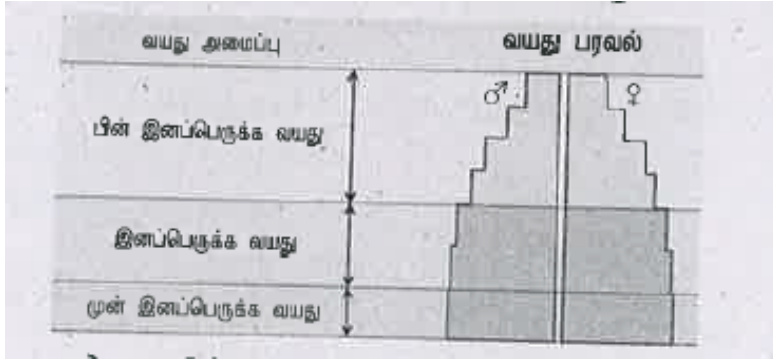 வயது அமைப்பு
வயது பரவல்
♂ ♀
பின் இனப்பெருக்க வயது
இனப்பெருக்க வயது
முன் இனப்பெருக்க வயது